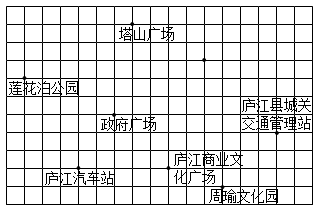 塔山广场
莲花泊公园
庐江县城关
交通管理站
政府广场
庐江商业文
化广场
庐江汽车站
周瑜文化园